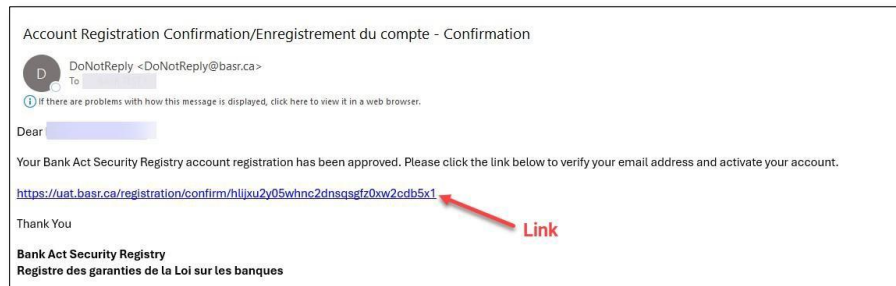 Account Registration Confirmation/Enregistrement du compte - Confirmation
D
DoNotReply <DoNotReply@basr.ca>
To
If there are problems with how this message is displayed, click here to view it in a web browser.
Dear
Your Bank Act Security Registry account registration has been approved. Please click the link below to verify your email address and activate your account.
https://uat.basr.ca/registration/confirm/hlijxu2y05whnc2dnsqsgfz0xw2cdb5x1
Link
Thank You
Bank Act Security Registry
Registre des garanties de la Loi sur les banques